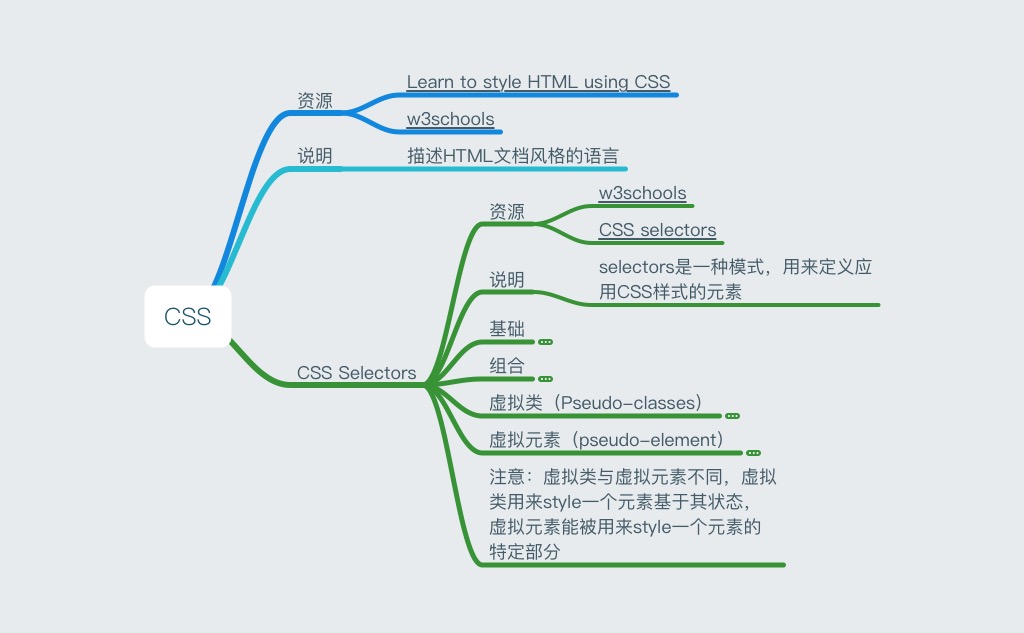 资源
Learn to style HTML using CSS
w3schools
说明
描述HTML文档风格的语言
CSS
CSS Selectors
资源
w3schools
CSS selectors
说明
selectors是一种模式，用来定义应
用CSS样式的元素
基础
组合
虚拟类（Pseudo-classes）
虚拟元素（pseudo-element）
注意：虚拟类与虚拟元素不同，虚拟
类用来style一个元素基于其状态，
虚拟元素能被用来style一个元素的
特定部分